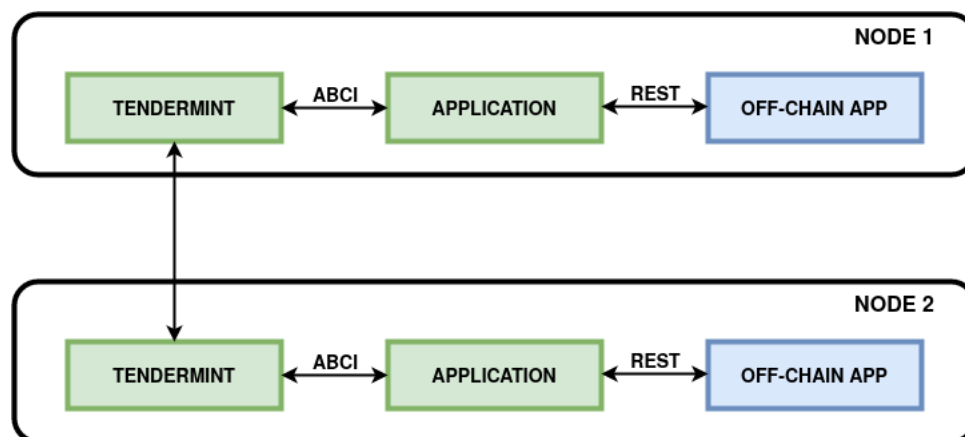 NODE 1
TENDERMINT
ABCI
APPLICATION
REST
OFF-CHAIN APP
NODE 2
TENDERMINT
ABCI
APPLICATION
REST
OFF-CHAIN APP